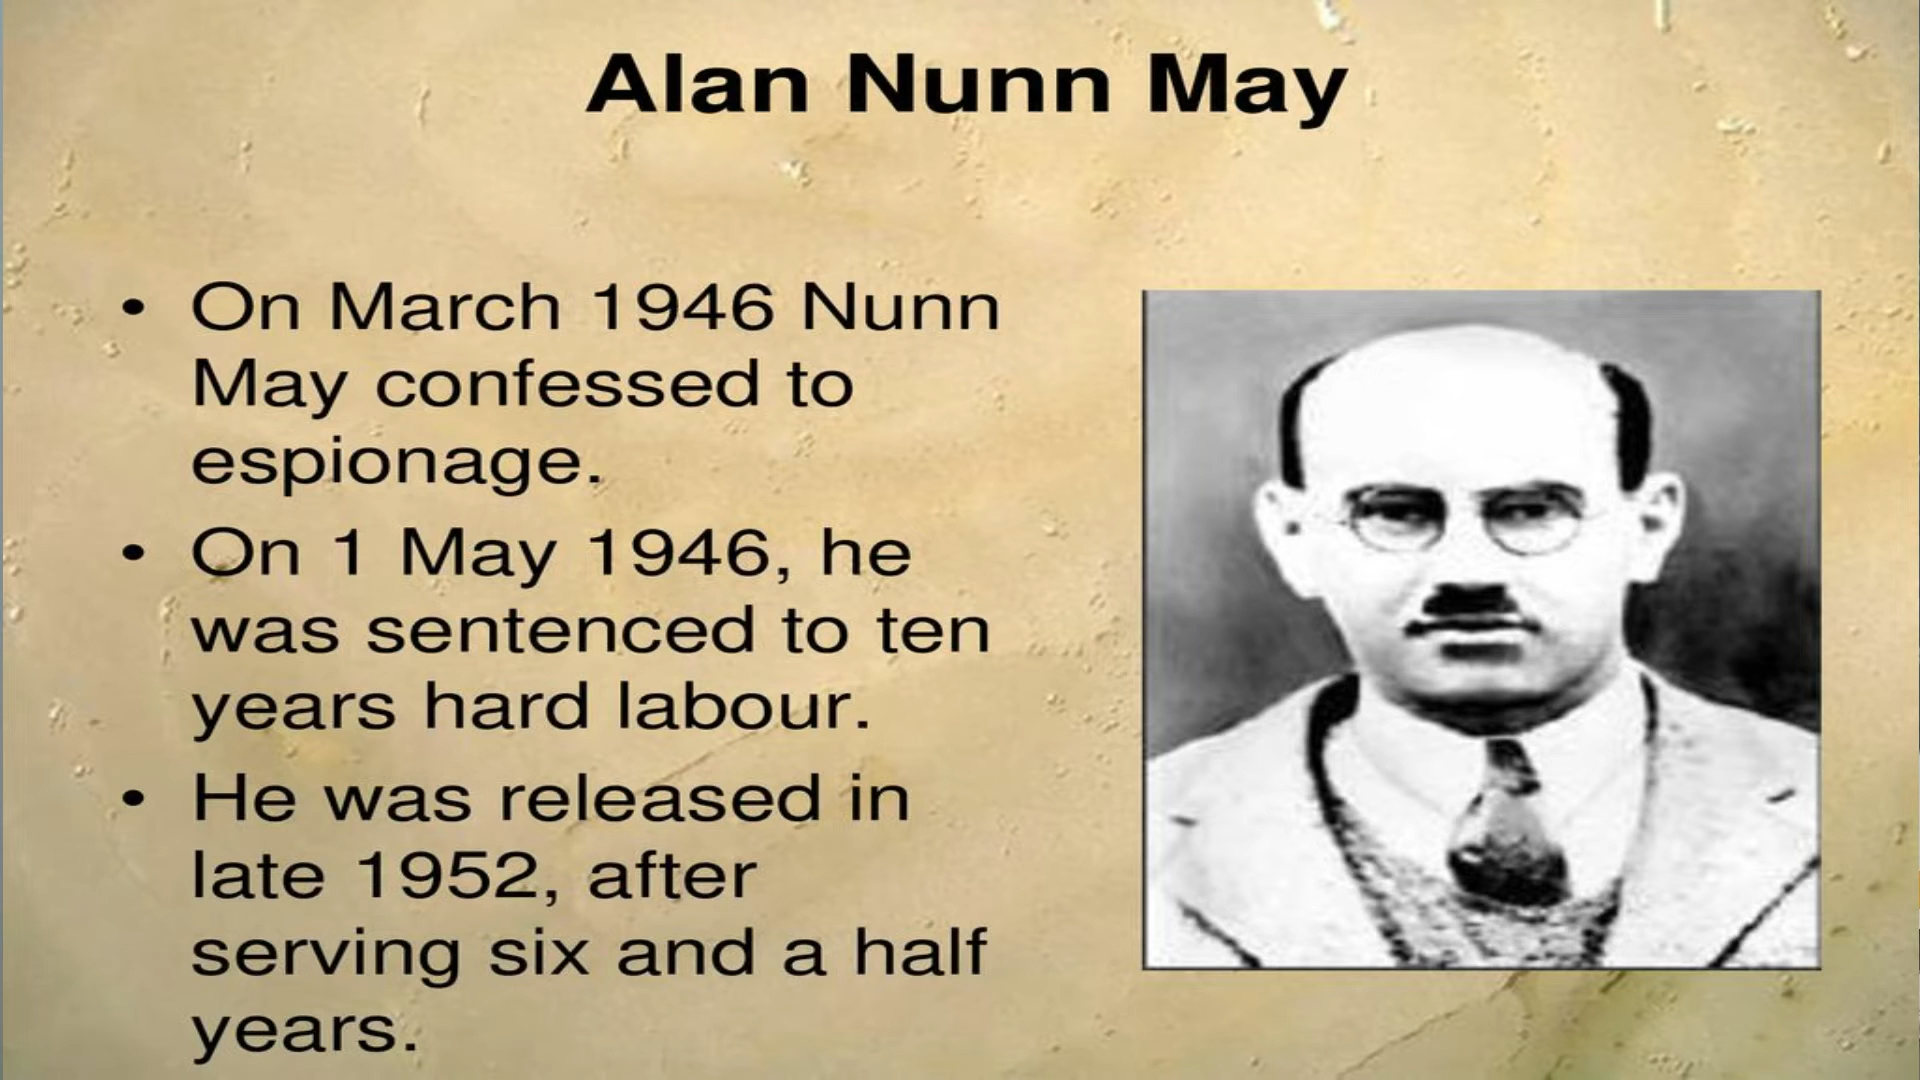 Alan Nunn May
• On March 1946 Nunn
May confessed to
espionage.
• On 1 May 1946, he
was sentenced to ten
years hard labour.
• He was released in
late 1952, after
serving six and a half
years.